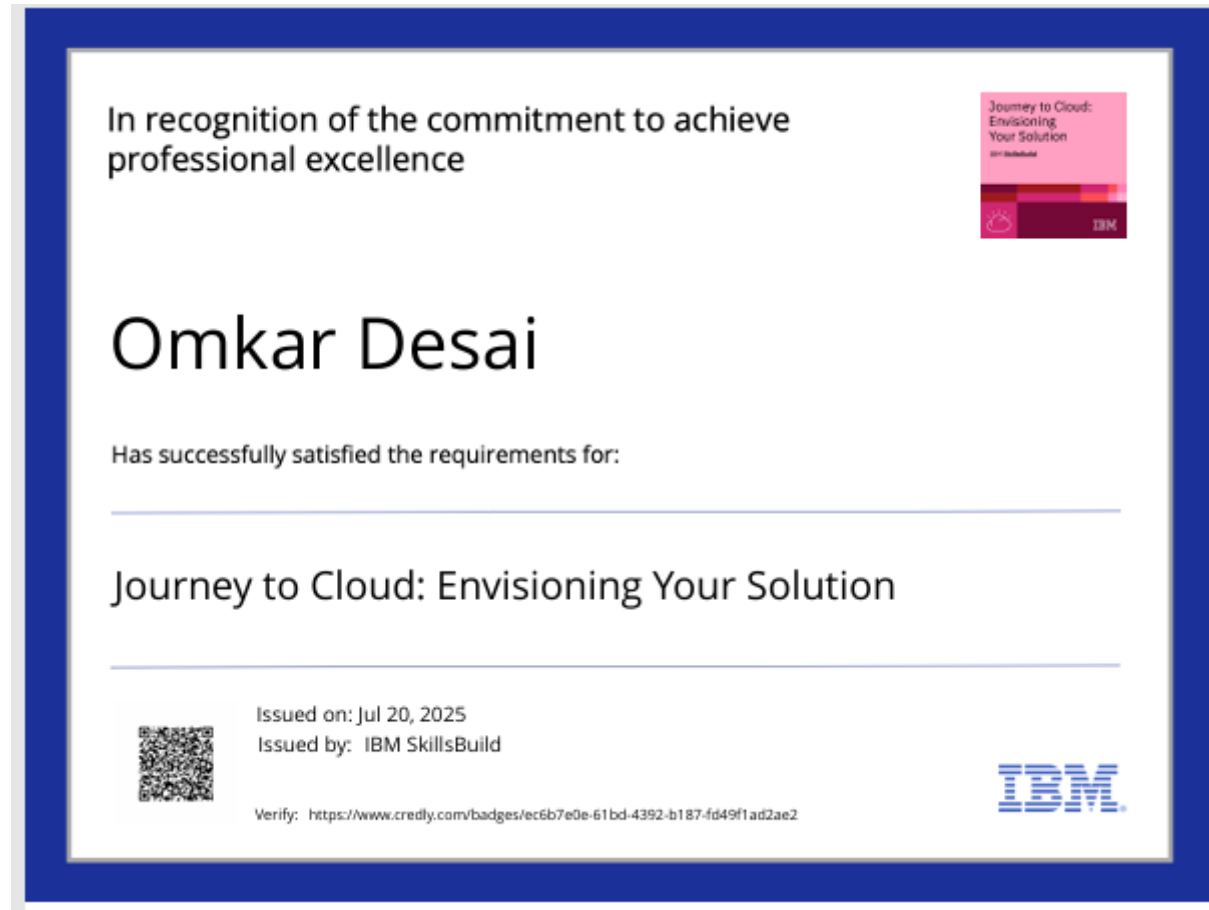 In recognition of the commitment to achieve
professional excellence
Journey to Cloud:
Envisioning
Your Solution
IBM SkillsBuild
IBM
Omkar Desai
Has successfully satisfied the requirements for:
Journey to Cloud: Envisioning Your Solution
Issued on: Jul 20, 2025
Issued by: IBM SkillsBuild
Verify: https://www.credly.com/badges/ec6b7e0e-61bd-4392-b187-fd49f1ad2ae2
IBM.